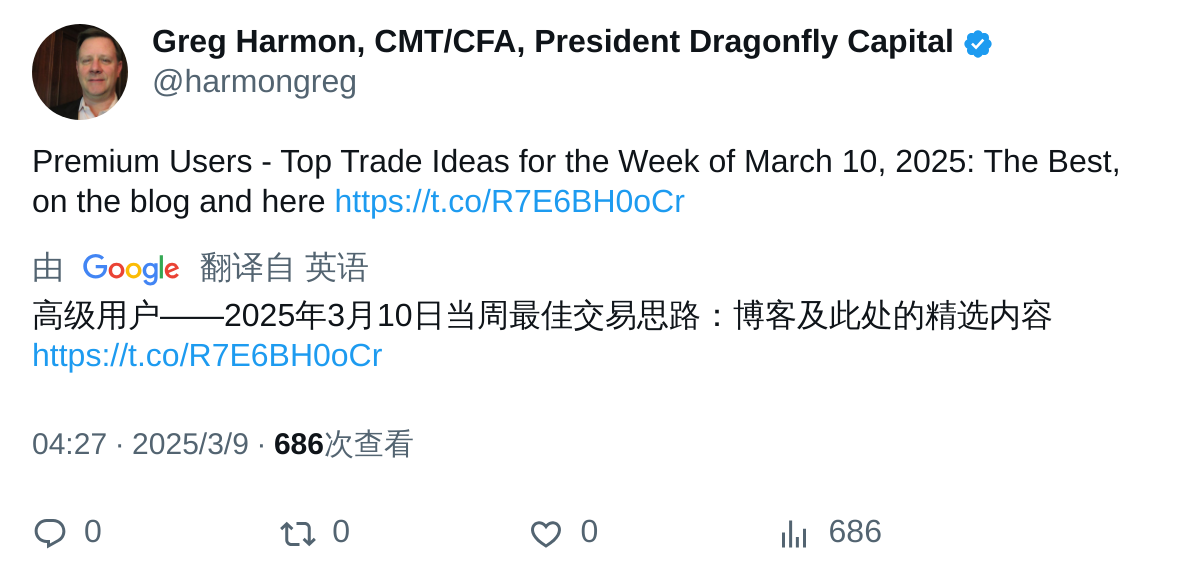 Greg Harmon, CMT/CFA, President Dragonfly Capital
@harmongreg
Premium Users - Top Trade Ideas for the Week of March 10, 2025: The Best,
on the blog and here https://t.co/R7E6BH0oCr
由 Google 翻译自 英语
高级用户——2025年3月10日当周最佳交易思路：博客及此处的精选内容
https://t.co/R7E6BH0oCr
04:27 · 2025/3/9 · 686次查看
0 0 0 686